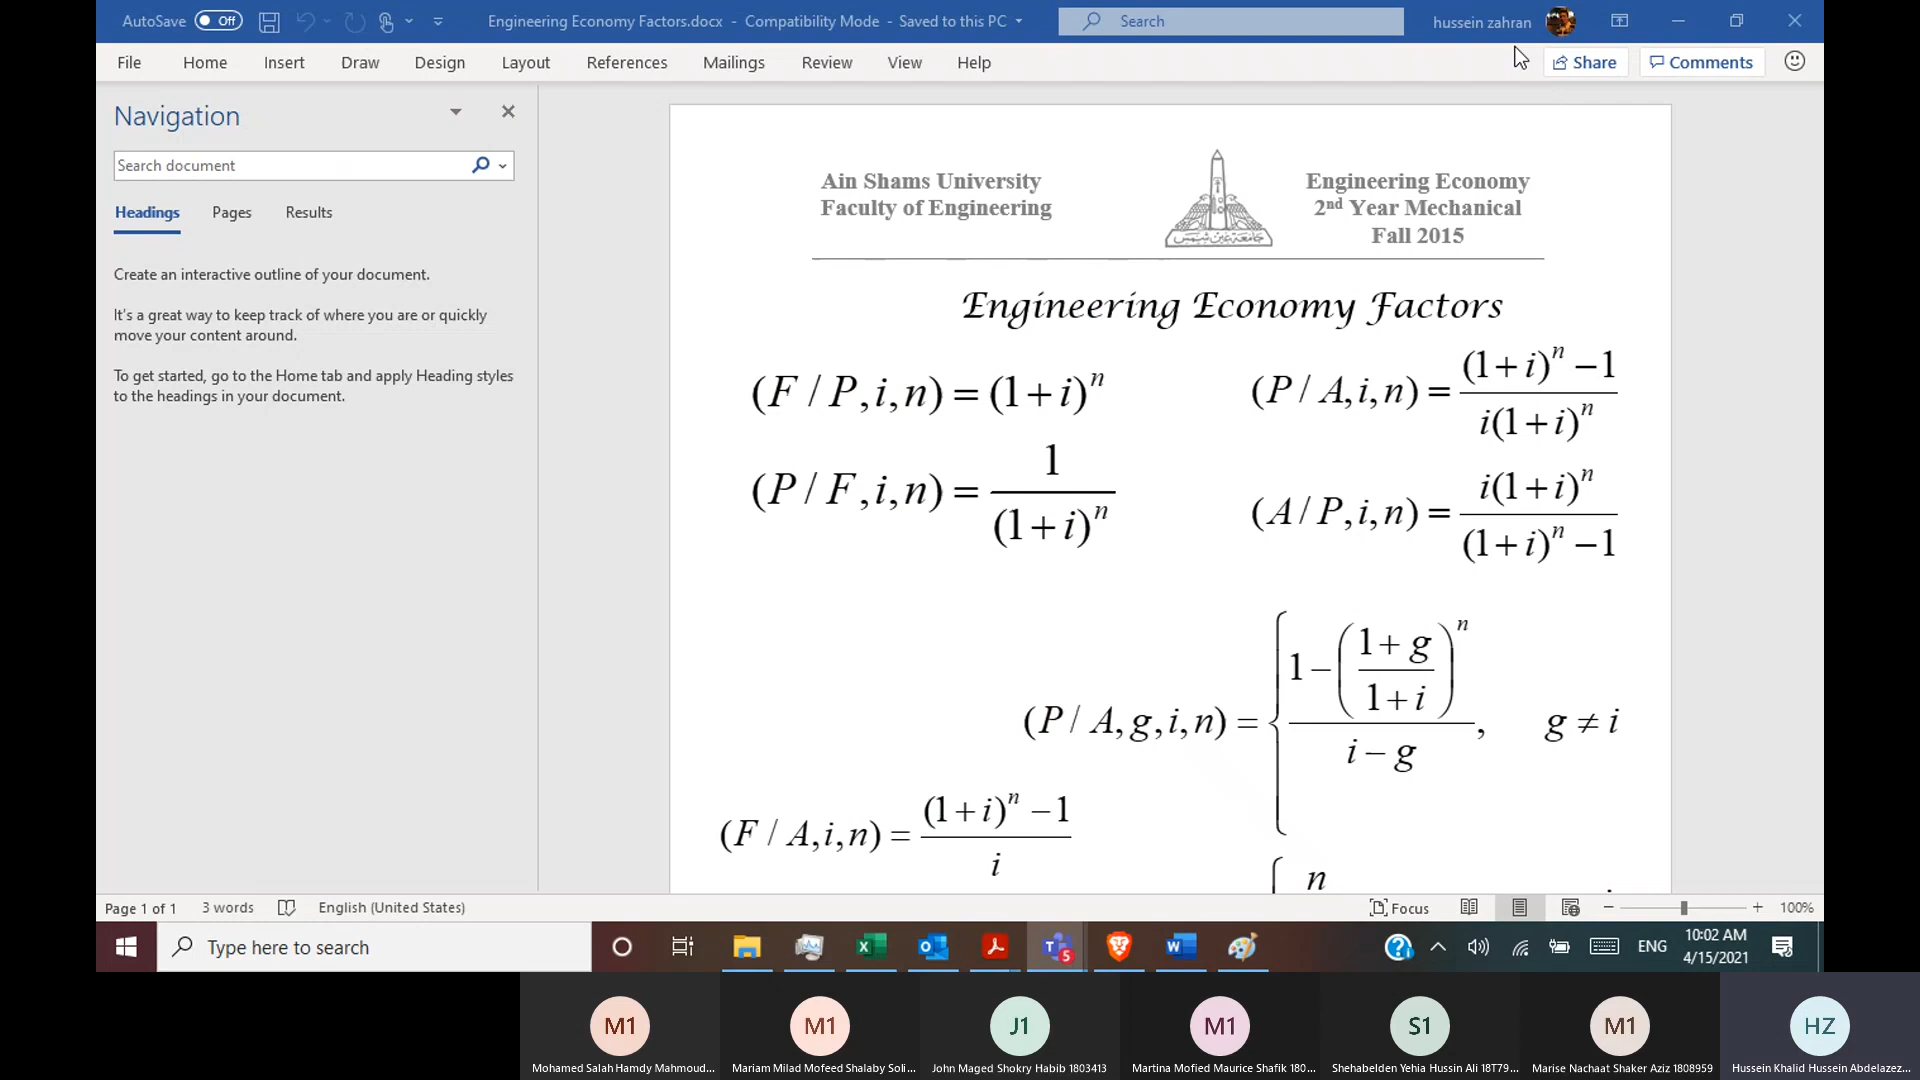 AutoSave Off Engineering Economy Factors.docx - Compatibility Mode - Saved to this PC Search hussein zahran
File Home Insert Draw Design Layout References Mailings Review View Help Share Comments
Navigation
Search document
Headings Pages Results
Create an interactive outline of your document.
It's a great way to keep track of where you are or quickly
move your content around.
To get started, go to the Home tab and apply Heading styles
to the headings in your document.
Ain Shams University
Faculty of Engineering
جامعة عين شمس
Engineering Economy
2nd Year Mechanical
Fall 2015
Engineering Economy Factors
(F / P, i, n) = (1 + i)^n
(P / A, i, n) = ((1 + i)^n − 1) / (i(1 + i)^n)
(P / F, i, n) = 1 / (1 + i)^n
(A / P, i, n) = (i(1 + i)^n) / ((1 + i)^n − 1)
(P / A, g, i, n) = { (1 − ((1 + g) / (1 + i))^n) / (i − g), g ≠ i
(F / A, i, n) = ((1 + i)^n − 1) / i
{ n
Page 1 of 1 3 words English (United States) Focus 100%
Type here to search 5 ENG 10:02 AM
4/15/2021
M1 M1 J1 M1 S1 M1 HZ
Mohamed Salah Hamdy Mahmoud... Mariam Milad Mofeed Shalaby Soli... John Maged Shokry Habib 1803413 Martina Mofied Maurice Shafik 180... Shehabelden Yehia Hussin Ali 18T79... Marise Nachaat Shaker Aziz 1808959 Hussein Khalid Hussein Abdelazez...